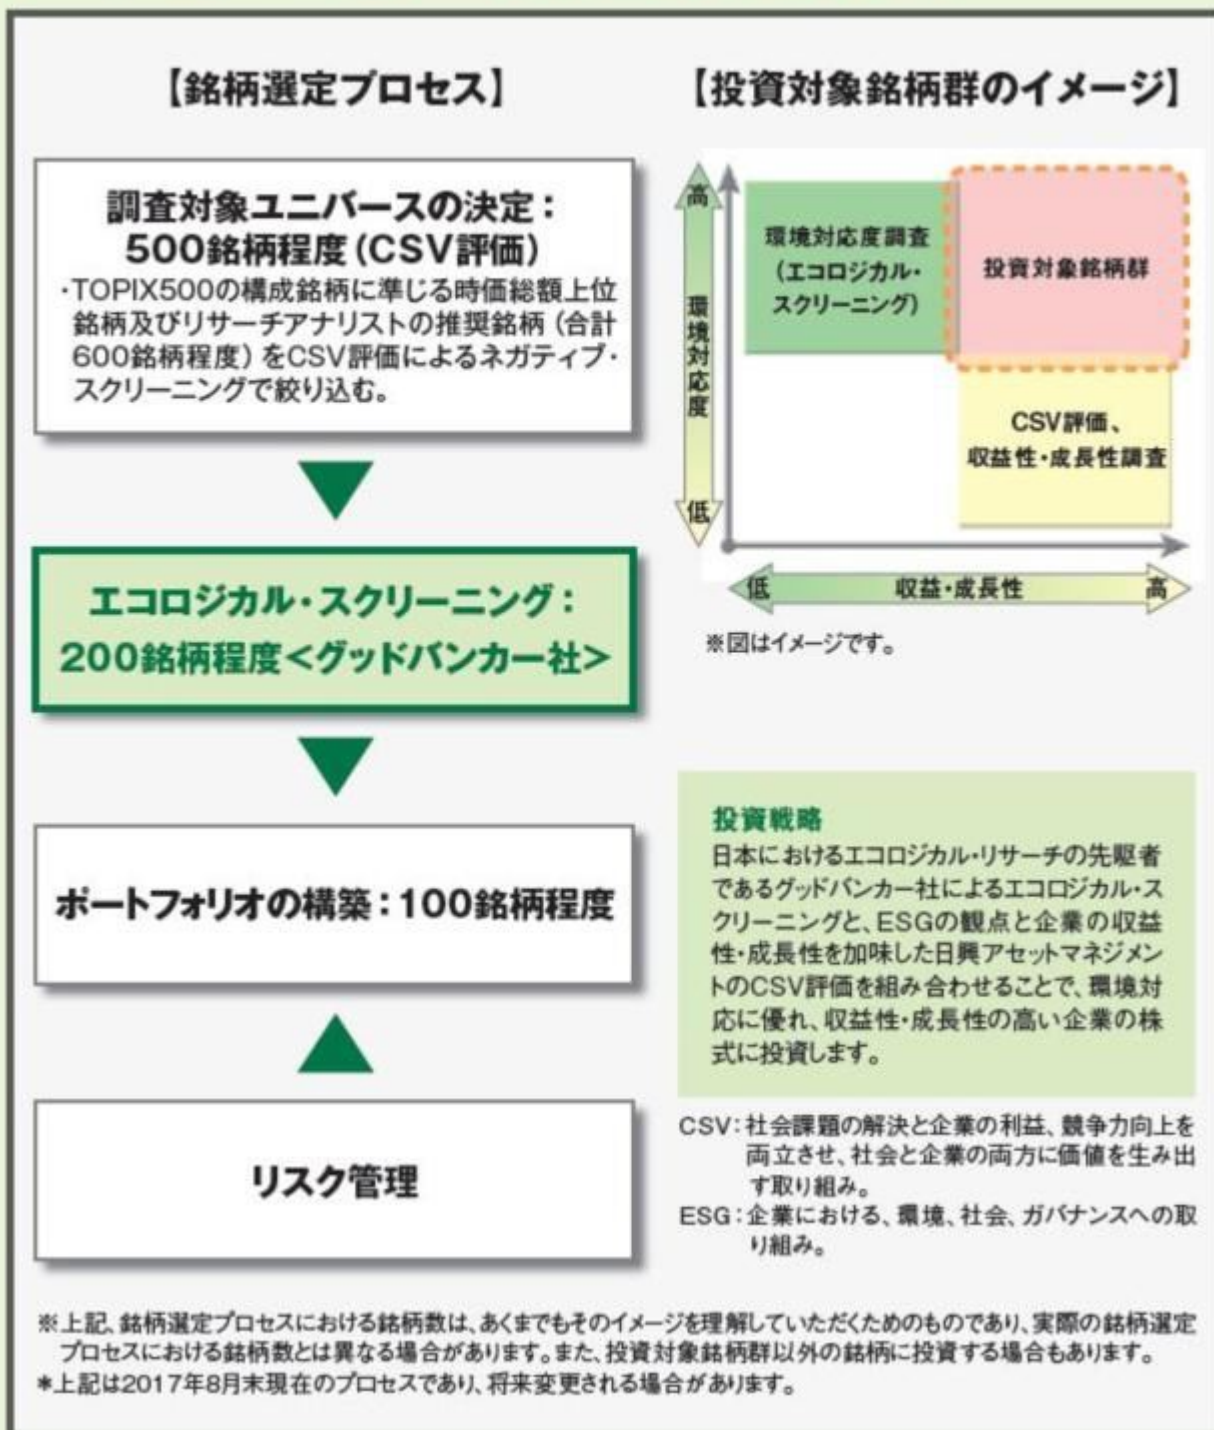 【銘柄選定プロセス】
調査対象ユニバースの決定：
500銘柄程度（CSV評価）
・TOPIX500の構成銘柄に準じる時価総額上位
銘柄及びリサーチアナリストの推奨銘柄（合計
600銘柄程度）をCSV評価によるネガティブ・
スクリーニングで絞り込む。
エコロジカル・スクリーニング：
200銘柄程度<グッドバンカー社>
ポートフォリオの構築：100銘柄程度
リスク管理
【投資対象銘柄群のイメージ】
高
環境対応度
低
環境対応度調査
（エコロジカル・
スクリーニング）
投資対象銘柄群
CSV評価、
収益性・成長性調査
低 収益・成長性 高
※図はイメージです。
投資戦略
日本におけるエコロジカル・リサーチの先駆者
であるグッドバンカー社によるエコロジカル・ス
クリーニングと、ESGの観点と企業の収益
性・成長性を加味した日興アセットマネジメン
トのCSV評価を組み合わせることで、環境対
応に優れ、収益性・成長性の高い企業の株
式に投資します。
CSV：社会課題の解決と企業の利益、競争力向上を
両立させ、社会と企業の両方に価値を生み出
す取り組み。
ESG：企業における、環境、社会、ガバナンスへの取
り組み。
※上記、銘柄選定プロセスにおける銘柄数は、あくまでもそのイメージを理解していただくためのものであり、実際の銘柄選定
プロセスにおける銘柄数とは異なる場合があります。また、投資対象銘柄群以外の銘柄に投資する場合もあります。
*上記は2017年8月末現在のプロセスであり、将来変更される場合があります。